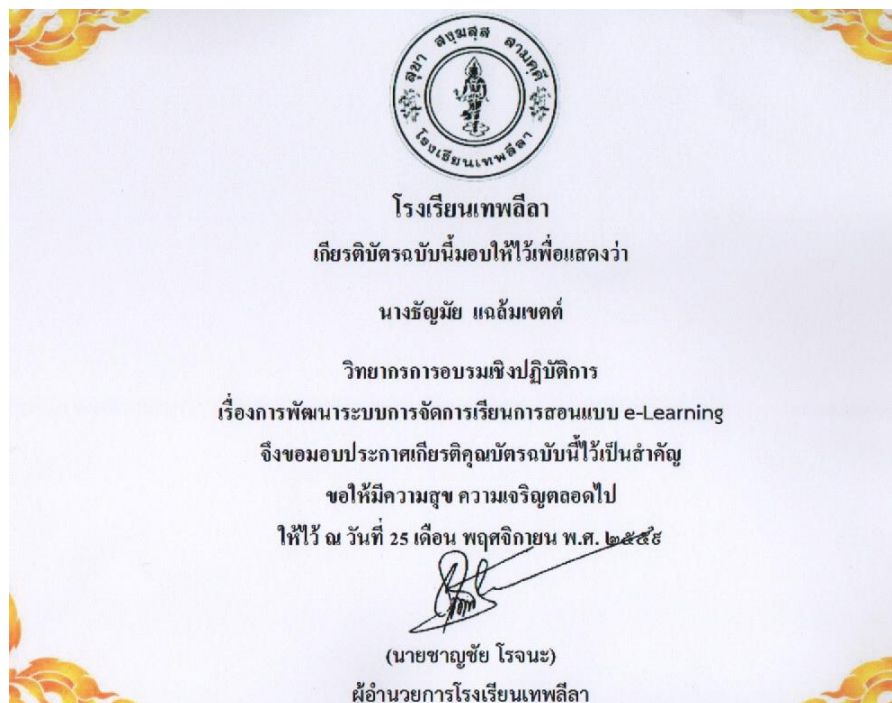 สุขา สงฺฆสฺส สามคฺคี
โรงเรียนเทพลีลา
โรงเรียนเทพลีลา
เกียรติบัตรฉบับนี้มอบให้ไว้เพื่อแสดงว่า
นางธัญมัย แฉล้มเขตต์
วิทยากรการอบรมเชิงปฏิบัติการ
เรื่องการพัฒนาระบบการจัดการเรียนการสอนแบบ e-Learning
จึงขอมอบประกาศเกียรติคุณบัตรฉบับนี้ไว้เป็นสำคัญ
ขอให้มีความสุข ความเจริญตลอดไป
ให้ไว้ ณ วันที่ 25 เดือน พฤศจิกายน พ.ศ. ๒๕๕๙
(นายชาญชัย โรจนะ)
ผู้อำนวยการโรงเรียนเทพลีลา